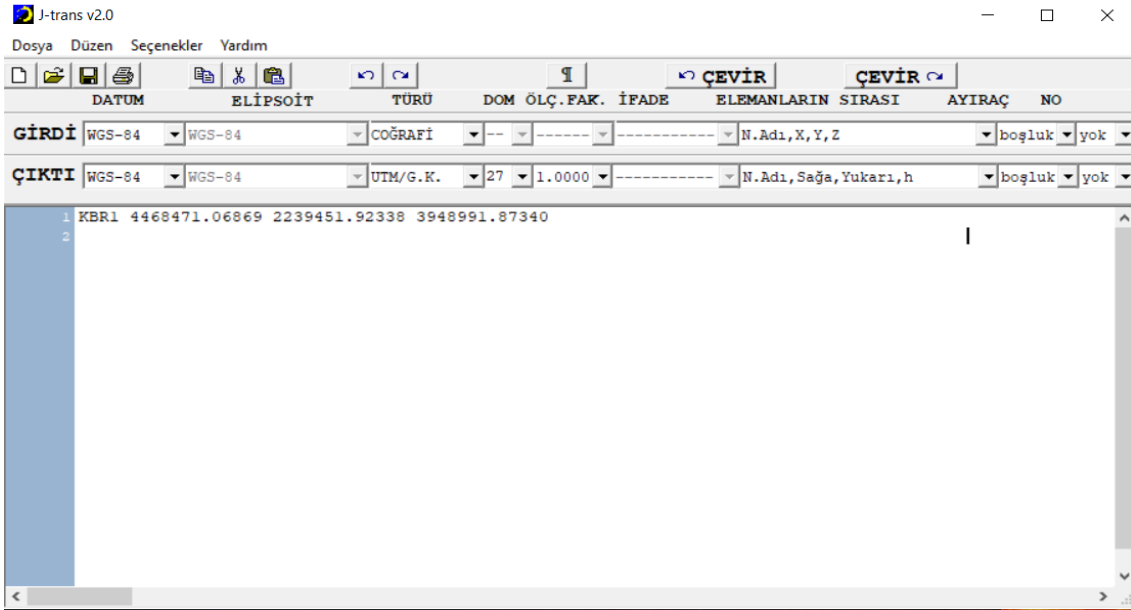 J-trans v2.0
Dosya Düzen Seçenekler Yardım
¶ ÇEVİR ÇEVİR
DATUM ELİPSOİT TÜRÜ DOM ÖLÇ.FAK. İFADE ELEMANLARIN SIRASI AYIRAÇ NO
GİRDİ WGS-84 WGS-84 COĞRAFİ -- ------ ----------- N.Adı,X,Y,Z boşluk yok
ÇIKTI WGS-84 WGS-84 UTM/G.K. 27 1.0000 ----------- N.Adı,Sağa,Yukarı,h boşluk yok
1 KBR1 4468471.06869 2239451.92338 3948991.87340
2